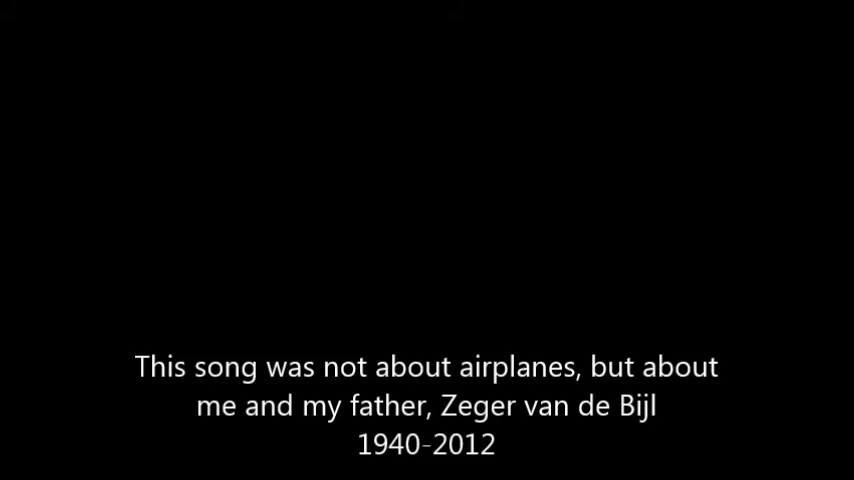 This song was not about airplanes, but about
me and my father, Zeger van de Bijl
1940-2012